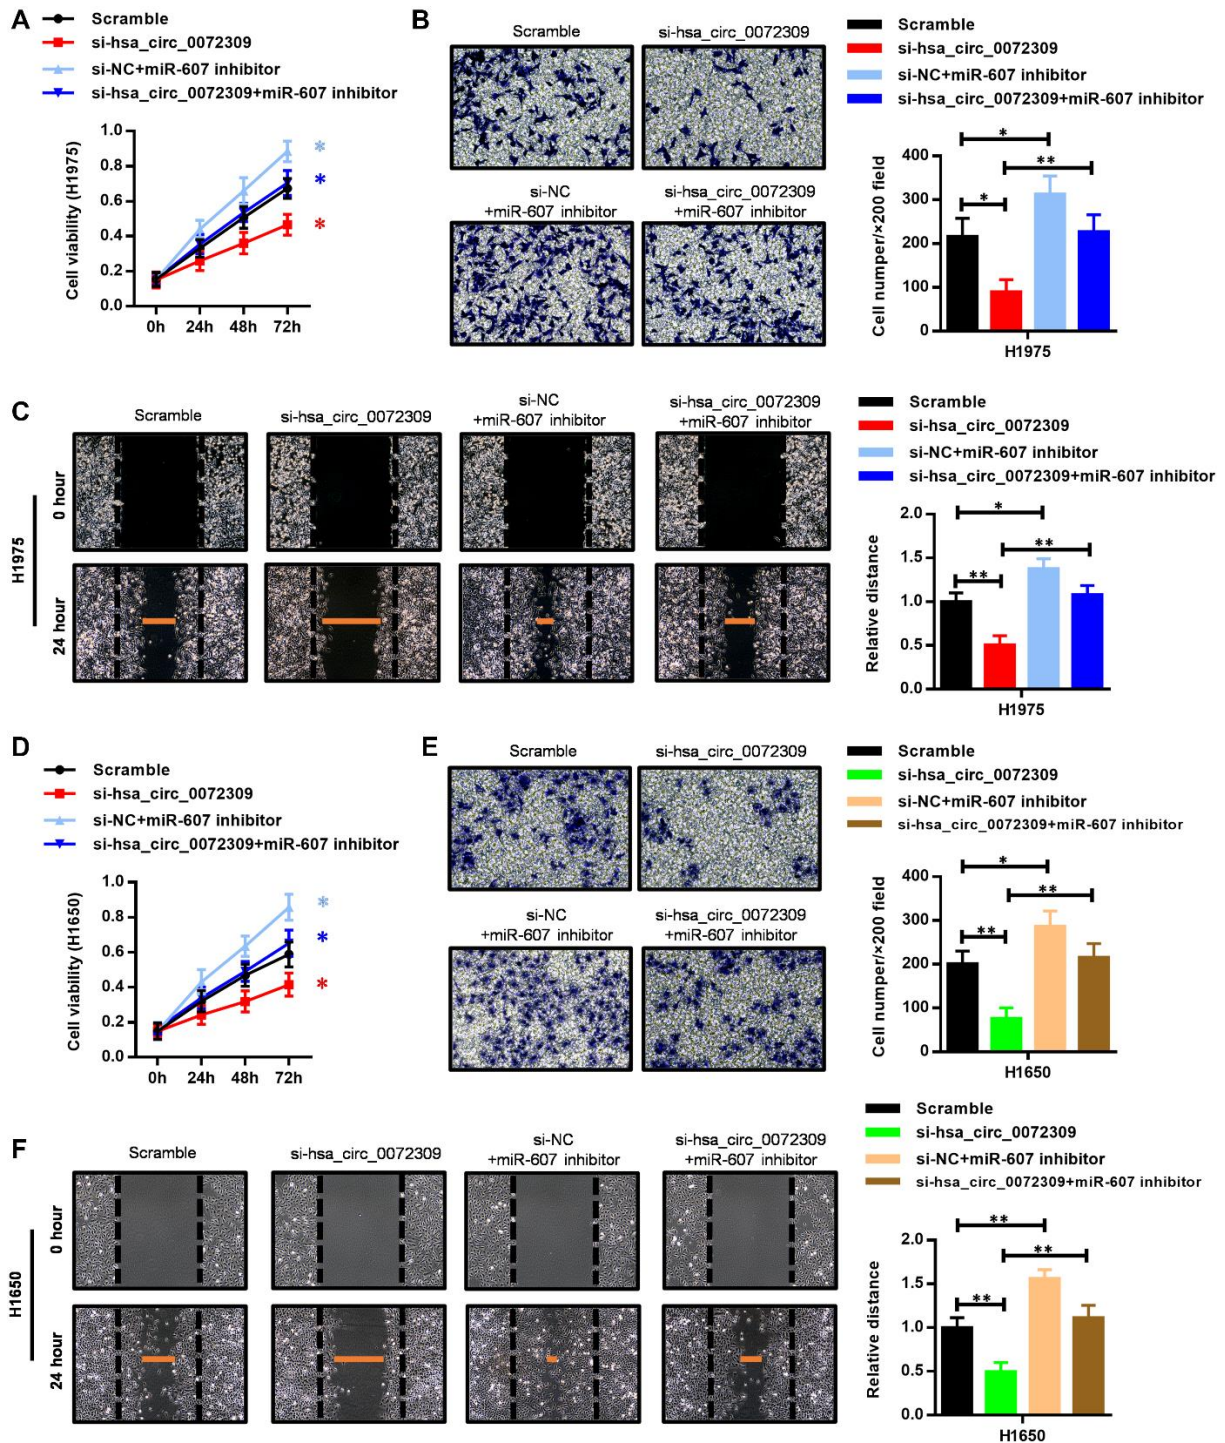 A
Scramble
si-hsa_circ_0072309
si-NC+miR-607 inhibitor
si-hsa_circ_0072309+miR-607 inhibitor
Cell viability (H1975)
1.0
0.8
0.6
0.4
0.2
0.0
0h 24h 48h 72h
*
*
*
B
Scramble si-hsa_circ_0072309
si-NC
+miR-607 inhibitor
si-hsa_circ_0072309
+miR-607 inhibitor
Scramble
si-hsa_circ_0072309
si-NC+miR-607 inhibitor
si-hsa_circ_0072309+miR-607 inhibitor
Cell numper/×200 field
400
300
200
100
0
*
**
*
H1975
C
Scramble
si-hsa_circ_0072309
si-NC
+miR-607 inhibitor
si-hsa_circ_0072309
+miR-607 inhibitor
H1975
0 hour
24 hour
Scramble
si-hsa_circ_0072309
si-NC+miR-607 inhibitor
si-hsa_circ_0072309+miR-607 inhibitor
Relative distance
2.0
1.5
1.0
0.5
0.0
*
**
**
H1975
D
Scramble
si-hsa_circ_0072309
si-NC+miR-607 inhibitor
si-hsa_circ_0072309+miR-607 inhibitor
Cell viability (H1650)
1.0
0.8
0.6
0.4
0.2
0.0
0h 24h 48h 72h
*
*
*
E
Scramble si-hsa_circ_0072309
si-NC
+miR-607 inhibitor
si-hsa_circ_0072309
+miR-607 inhibitor
Scramble
si-hsa_circ_0072309
si-NC+miR-607 inhibitor
si-hsa_circ_0072309+miR-607 inhibitor
Cell numper/×200 field
400
300
200
100
0
*
**
**
H1650
F
Scramble
si-hsa_circ_0072309
si-NC
+miR-607 inhibitor
si-hsa_circ_0072309
+miR-607 inhibitor
H1650
0 hour
24 hour
Scramble
si-hsa_circ_0072309
si-NC+miR-607 inhibitor
si-hsa_circ_0072309+miR-607 inhibitor
Relative distance
2.0
1.5
1.0
0.5
0.0
**
**
**
H1650